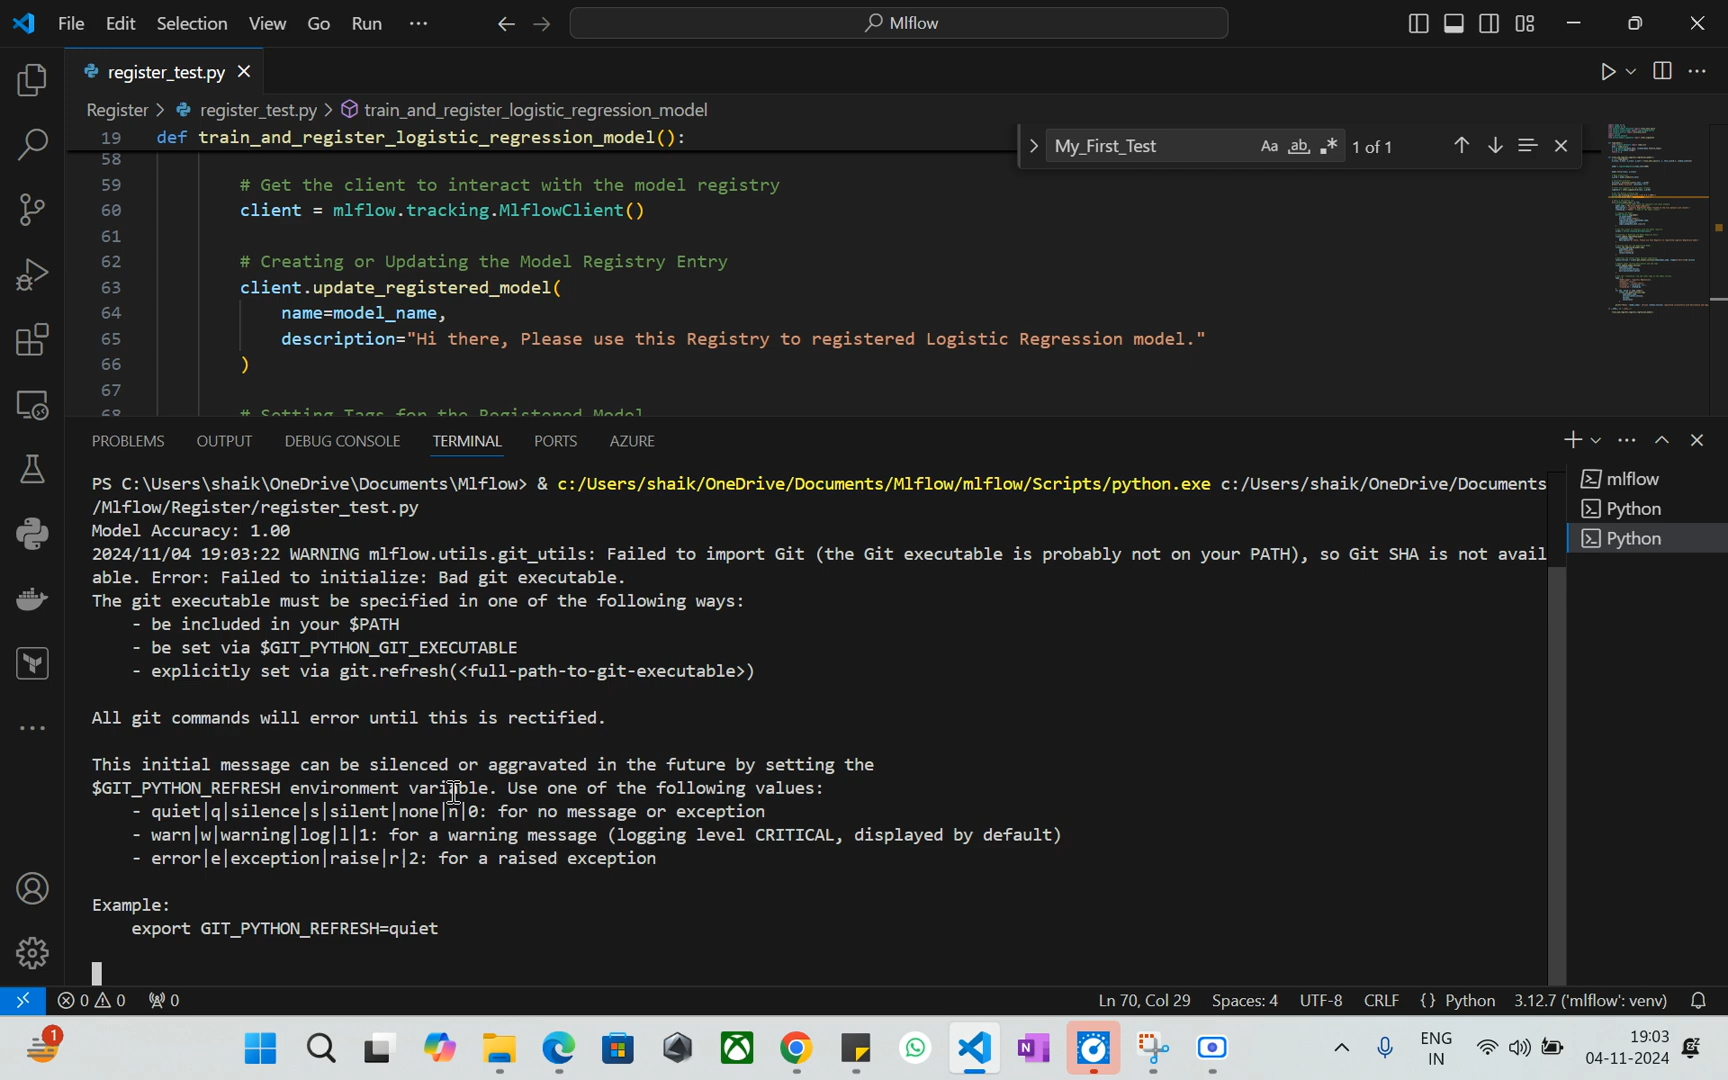 File Edit Selection View Go Run ···
Mlflow
register_test.py
Register > register_test.py > train_and_register_logistic_regression_model
19 def train_and_register_logistic_regression_model():
My_First_Test Aa ab 1 of 1
58
59 # Get the client to interact with the model registry
60 client = mlflow.tracking.MlflowClient()
61
62 # Creating or Updating the Model Registry Entry
63 client.update_registered_model(
64 name=model_name,
65 description="Hi there, Please use this Registry to registered Logistic Regression model."
66 )
67
68 # Setting Tags for the Registered Model
PROBLEMS OUTPUT DEBUG CONSOLE TERMINAL PORTS AZURE
mlflow
Python
Python
PS C:\Users\shaik\OneDrive\Documents\Mlflow> & c:/Users/shaik/OneDrive/Documents/Mlflow/mlflow/Scripts/python.exe c:/Users/shaik/OneDrive/Documents
/Mlflow/Register/register_test.py
Model Accuracy: 1.00
2024/11/04 19:03:22 WARNING mlflow.utils.git_utils: Failed to import Git (the Git executable is probably not on your PATH), so Git SHA is not avail
able. Error: Failed to initialize: Bad git executable.
The git executable must be specified in one of the following ways:
- be included in your $PATH
- be set via $GIT_PYTHON_GIT_EXECUTABLE
- explicitly set via git.refresh(<full-path-to-git-executable>)
All git commands will error until this is rectified.
This initial message can be silenced or aggravated in the future by setting the
$GIT_PYTHON_REFRESH environment variable. Use one of the following values:
- quiet|q|silence|s|silent|none|n|0: for no message or exception
- warn|w|warning|log|l|1: for a warning message (logging level CRITICAL, displayed by default)
- error|e|exception|raise|r|2: for a raised exception
Example:
export GIT_PYTHON_REFRESH=quiet
0 0 0 Ln 70, Col 29 Spaces: 4 UTF-8 CRLF {} Python 3.12.7 ('mlflow': venv)
1
ENG
IN
19:03
04-11-2024